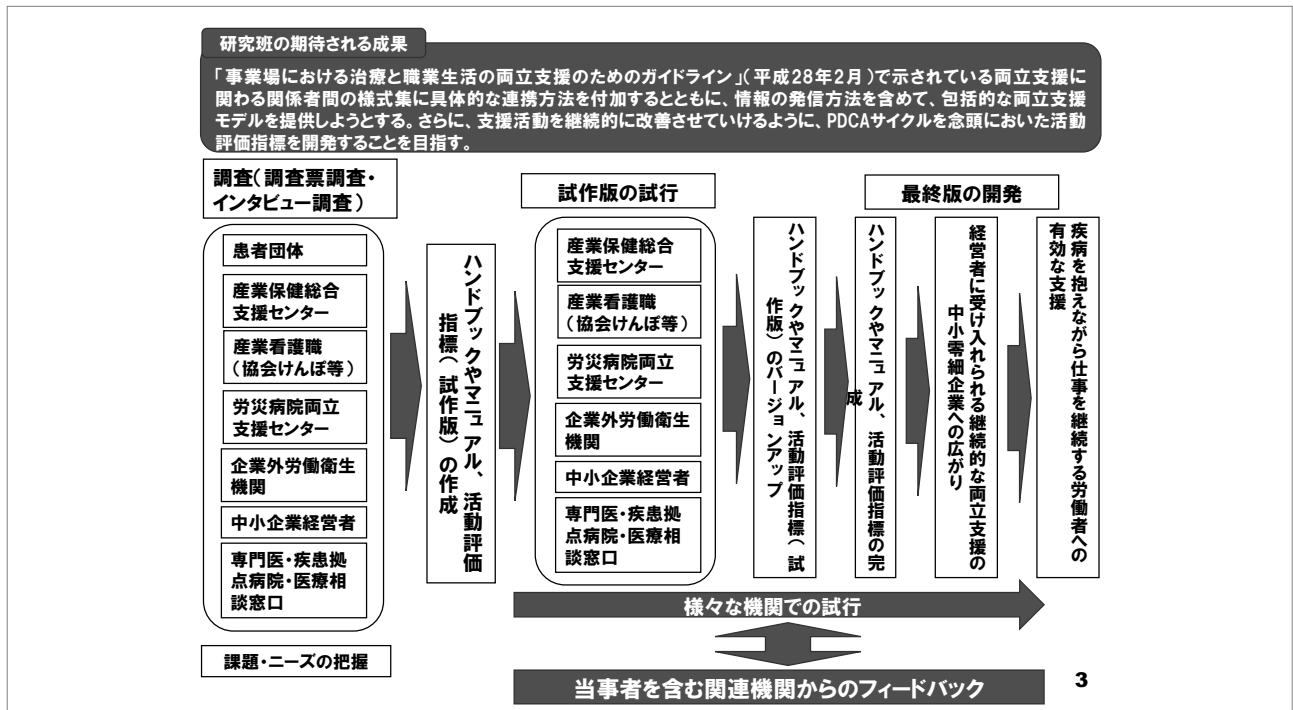 研究班の期待される成果
「事業場における治療と職業生活の両立支援のためのガイドライン」(平成28年2月)で示されている両立支援に
関わる関係者間の様式集に具体的な連携方法を付加するとともに、情報の発信方法を含めて、包括的な両立支援
モデルを提供しようとする。さらに、支援活動を継続的に改善させていけるように、PDCAサイクルを念頭においた活動
評価指標を開発することを目指す。
調査(調査票調査・
インタビュー調査)
患者団体
産業保健総合
支援センター
産業看護職
(協会けんぽ等)
労災病院両立
支援センター
企業外労働衛生
機関
中小企業経営者
専門医・疾患拠
点病院・医療相
談窓口
課題・ニーズの把握
ハンドブックやマニュアル、活動評価
指標(試作版)の作成
試作版の試行
産業保健総合
支援センター
産業看護職
(協会けんぽ等)
労災病院両立
支援センター
企業外労働衛生
機関
中小企業経営者
専門医・疾患拠
点病院・医療相
談窓口
ハンドブックやマニュアル、活動評価指標(試
作版)のバージョンアップ
最終版の開発
ハンドブックやマニュアル、活動評価指標の完
成
経営者に受け入れられる継続的な両立支援の
中小零細企業への広がり
疾病を抱えながら仕事を継続する労働者への
有効な支援
様々な機関での試行
当事者を含む関連機関からのフィードバック
3